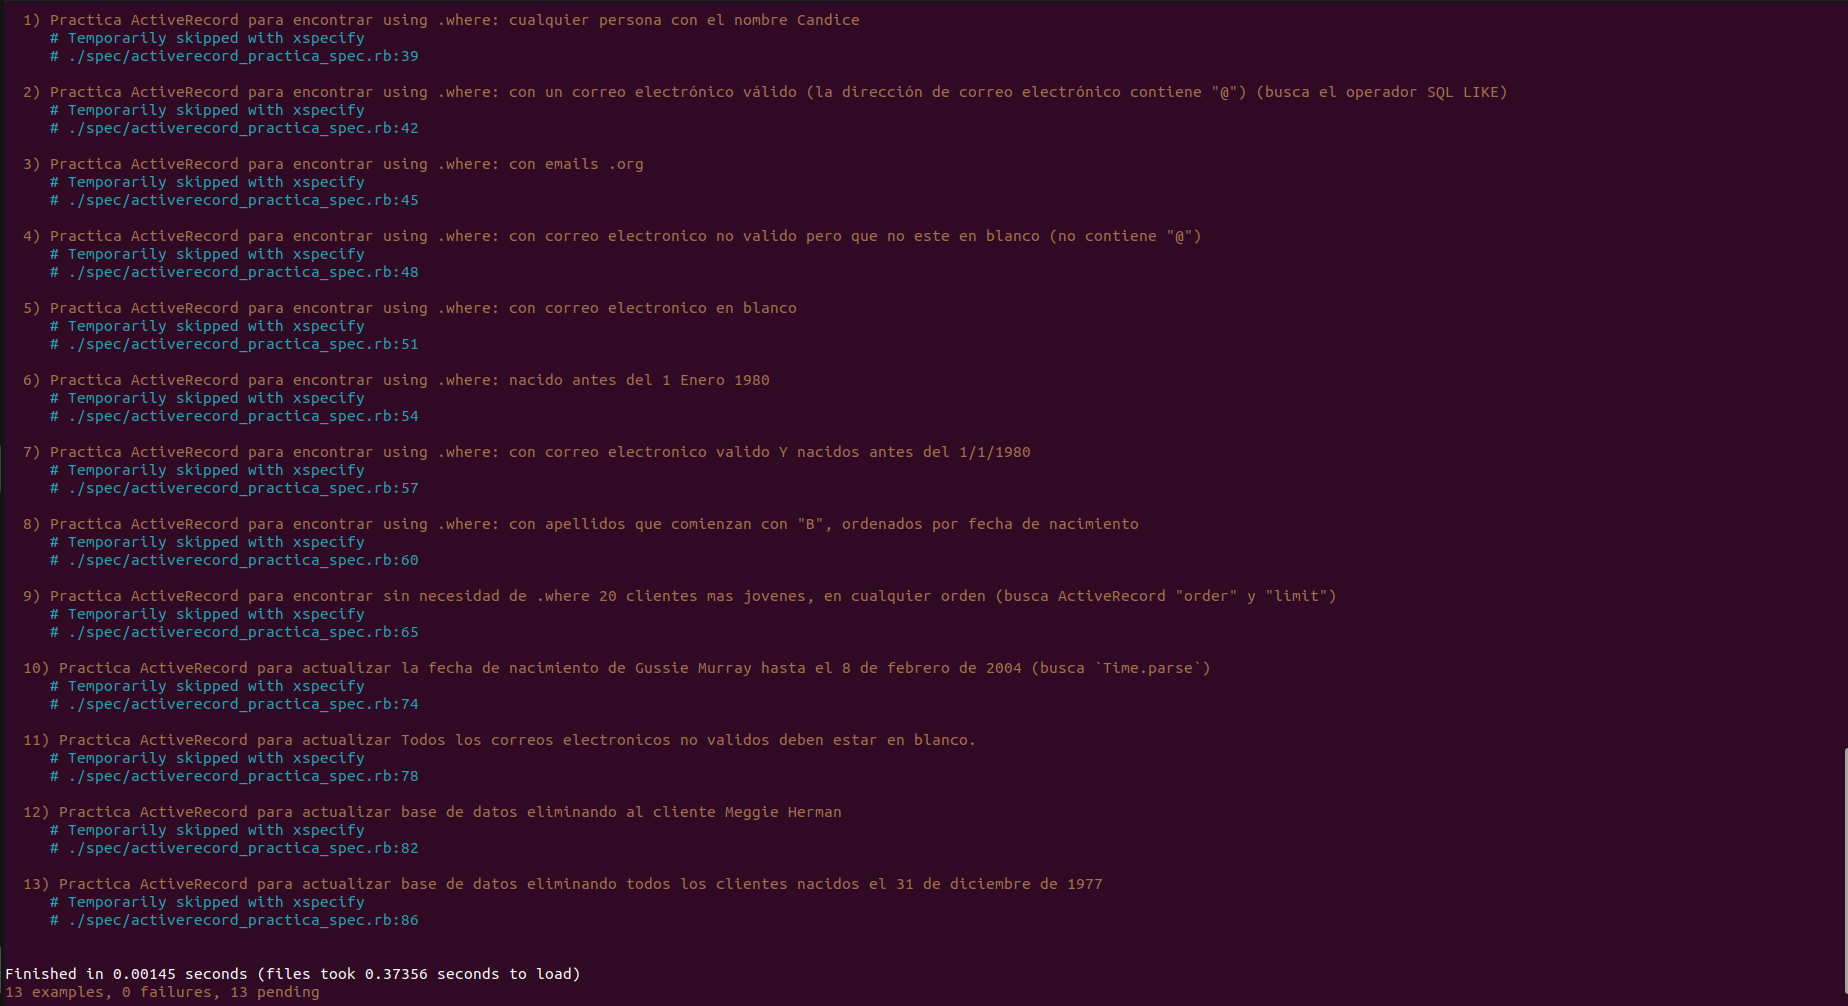 1) Practica ActiveRecord para encontrar using .where: cualquier persona con el nombre Candice
# Temporarily skipped with xspecify
# ./spec/activerecord_practica_spec.rb:39
2) Practica ActiveRecord para encontrar using .where: con un correo electrónico válido (la dirección de correo electrónico contiene "@") (busca el operador SQL LIKE)
# Temporarily skipped with xspecify
# ./spec/activerecord_practica_spec.rb:42
3) Practica ActiveRecord para encontrar using .where: con emails .org
# Temporarily skipped with xspecify
# ./spec/activerecord_practica_spec.rb:45
4) Practica ActiveRecord para encontrar using .where: con correo electronico no valido pero que no este en blanco (no contiene "@")
# Temporarily skipped with xspecify
# ./spec/activerecord_practica_spec.rb:48
5) Practica ActiveRecord para encontrar using .where: con correo electronico en blanco
# Temporarily skipped with xspecify
# ./spec/activerecord_practica_spec.rb:51
6) Practica ActiveRecord para encontrar using .where: nacido antes del 1 Enero 1980
# Temporarily skipped with xspecify
# ./spec/activerecord_practica_spec.rb:54
7) Practica ActiveRecord para encontrar using .where: con correo electronico valido Y nacidos antes del 1/1/1980
# Temporarily skipped with xspecify
# ./spec/activerecord_practica_spec.rb:57
8) Practica ActiveRecord para encontrar using .where: con apellidos que comienzan con "B", ordenados por fecha de nacimiento
# Temporarily skipped with xspecify
# ./spec/activerecord_practica_spec.rb:60
9) Practica ActiveRecord para encontrar sin necesidad de .where 20 clientes mas jovenes, en cualquier orden (busca ActiveRecord "order" y "limit")
# Temporarily skipped with xspecify
# ./spec/activerecord_practica_spec.rb:65
10) Practica ActiveRecord para actualizar la fecha de nacimiento de Gussie Murray hasta el 8 de febrero de 2004 (busca `Time.parse`)
# Temporarily skipped with xspecify
# ./spec/activerecord_practica_spec.rb:74
11) Practica ActiveRecord para actualizar Todos los correos electronicos no validos deben estar en blanco.
# Temporarily skipped with xspecify
# ./spec/activerecord_practica_spec.rb:78
12) Practica ActiveRecord para actualizar base de datos eliminando al cliente Meggie Herman
# Temporarily skipped with xspecify
# ./spec/activerecord_practica_spec.rb:82
13) Practica ActiveRecord para actualizar base de datos eliminando todos los clientes nacidos el 31 de diciembre de 1977
# Temporarily skipped with xspecify
# ./spec/activerecord_practica_spec.rb:86
Finished in 0.00145 seconds (files took 0.37356 seconds to load)
13 examples, 0 failures, 13 pending